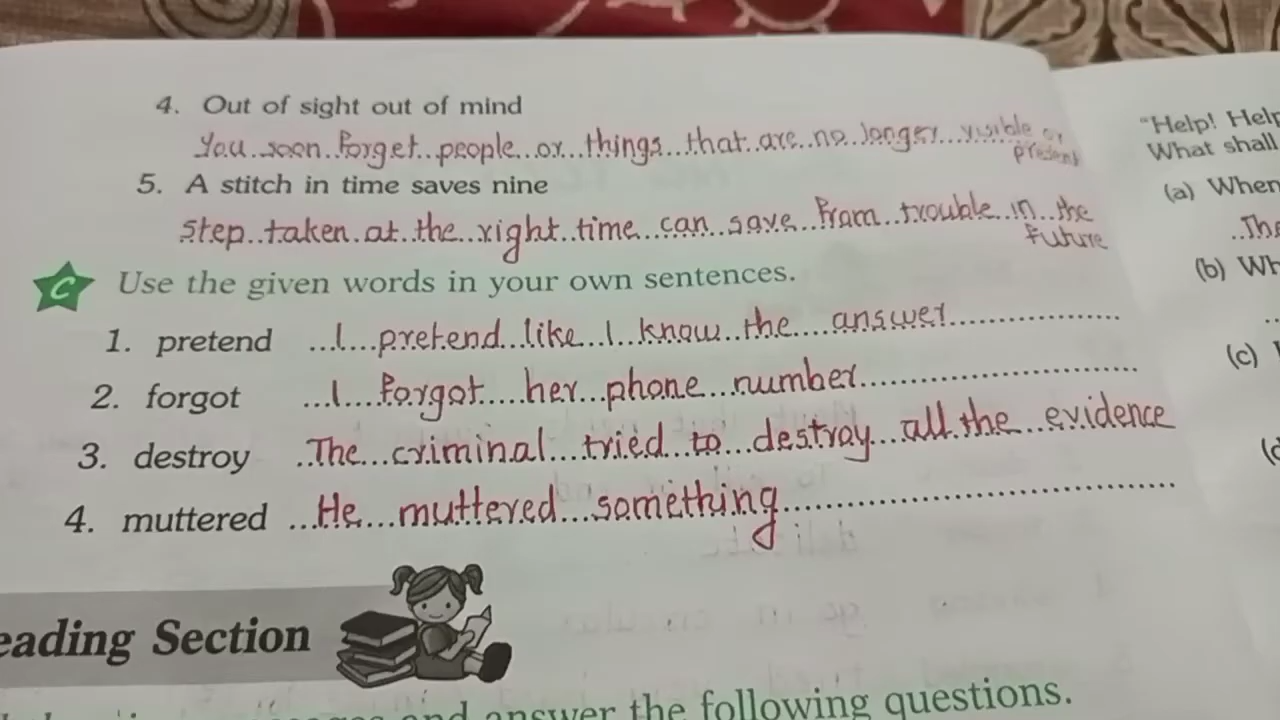 4. Out of sight out of mind
You soon forget people or things that are no longer visible or
present
5. A stitch in time saves nine
Step taken at the right time can save from trouble in the
future
C Use the given words in your own sentences.
1. pretend ...I...pretend...like...I...know...the....answer
2. forgot ...I....forgot.....her...phone...number
3. destroy ..The...criminal...tried...to...destroy...all.the...evidence
4. muttered ...He...muttered...something
eading Section
and answer the following questions.
"Help! Help
What shall
(a) When
(b) Wh
(c)